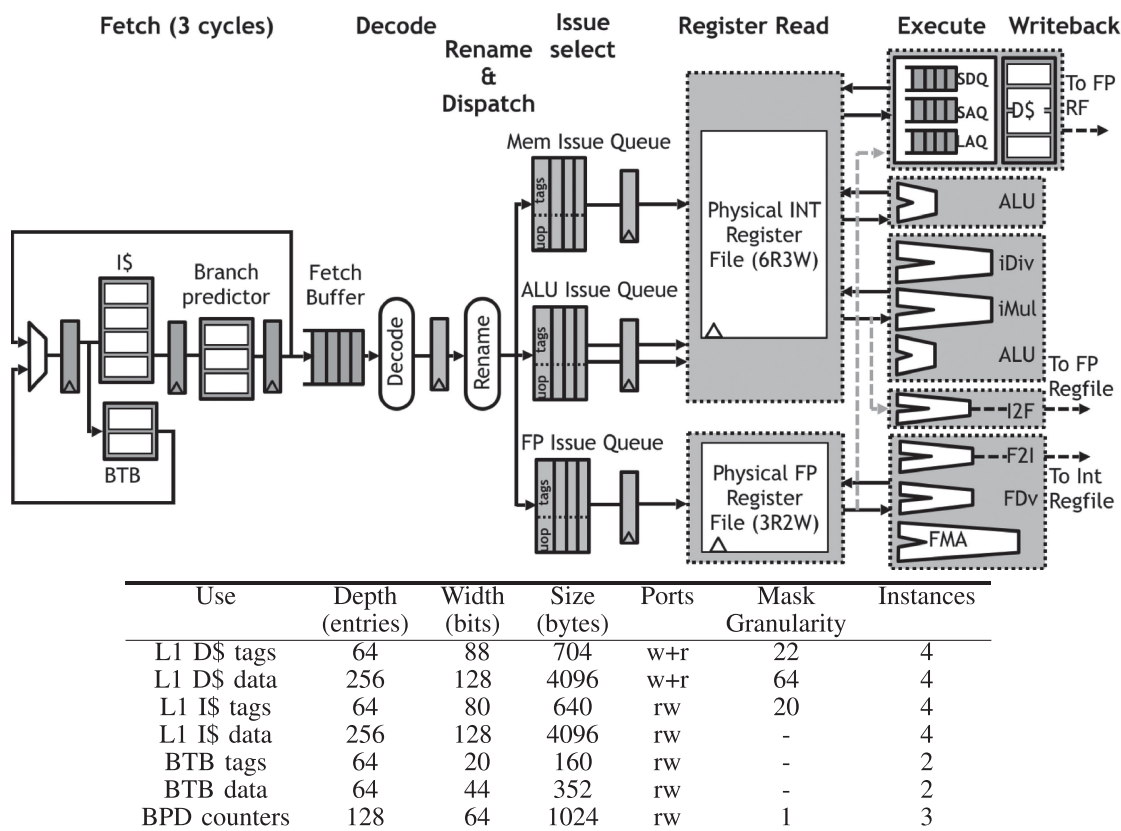 Fetch (3 cycles)
Decode
Rename
&
Dispatch
Issue
select
Register Read
Execute
Writeback
I$
BTB
Branch
predictor
Fetch
Buffer
Decode
Rename
Mem Issue Queue
tags
uop
ALU Issue Queue
tags
uop
FP Issue Queue
tags
uop
Physical INT
Register
File (6R3W)
Physical FP
Register
File (3R2W)
SDQ
SAQ
LAQ
D$
To FP
RF
ALU
iDiv
iMul
ALU
To FP
Regfile
I2F
F2I
To Int
Regfile
FDv
FMA
Use Depth Width Size Ports Mask Instances
(entries) (bits) (bytes) Granularity
L1 D$ tags 64 88 704 w+r 22 4
L1 D$ data 256 128 4096 w+r 64 4
L1 I$ tags 64 80 640 rw 20 4
L1 I$ data 256 128 4096 rw - 4
BTB tags 64 20 160 rw - 2
BTB data 64 44 352 rw - 2
BPD counters 128 64 1024 rw 1 3